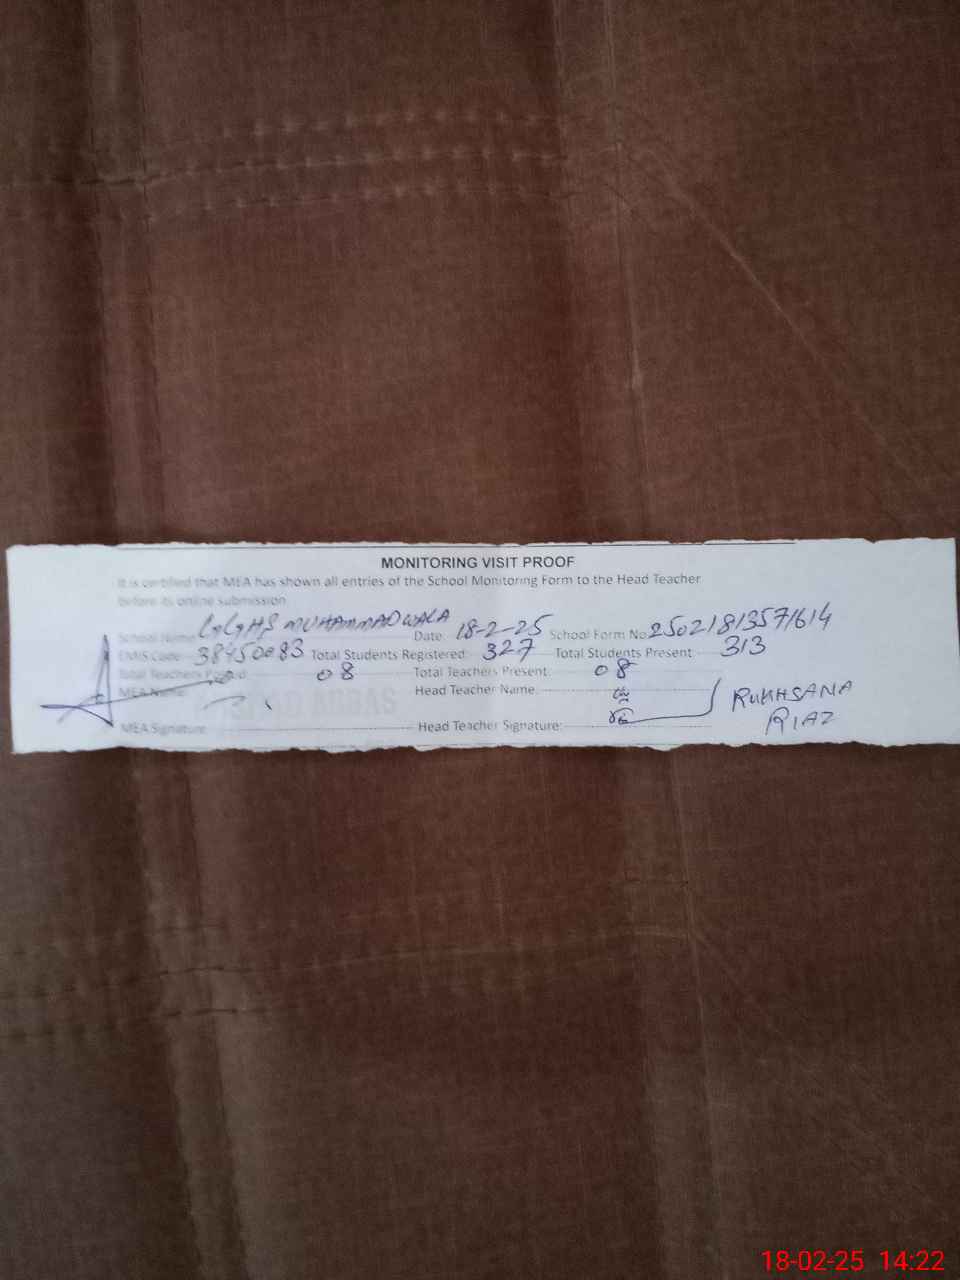 MONITORING VISIT PROOF
It is certified that MEA has shown all entries of the School Monitoring Form to the Head Teacher
before its online submission
School Name GGHS MUHAMMADWALA Date: 18-2-25 School Form No 2502181357/614
EMIS Code: 38450083 Total Students Registered: 327 Total Students Present: 313
Total Teachers 08 Total Teachers Present: 08
MEA Name: Head Teacher Name: RUKHSANA
RIAZ
MEA Signature: Head Teacher Signature:
18-02-25 14:22